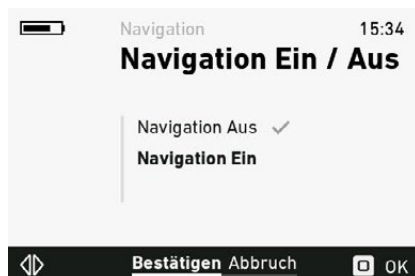 Navigation 15:34
Navigation Ein / Aus
Navigation Aus
Navigation Ein
Bestätigen Abbruch OK